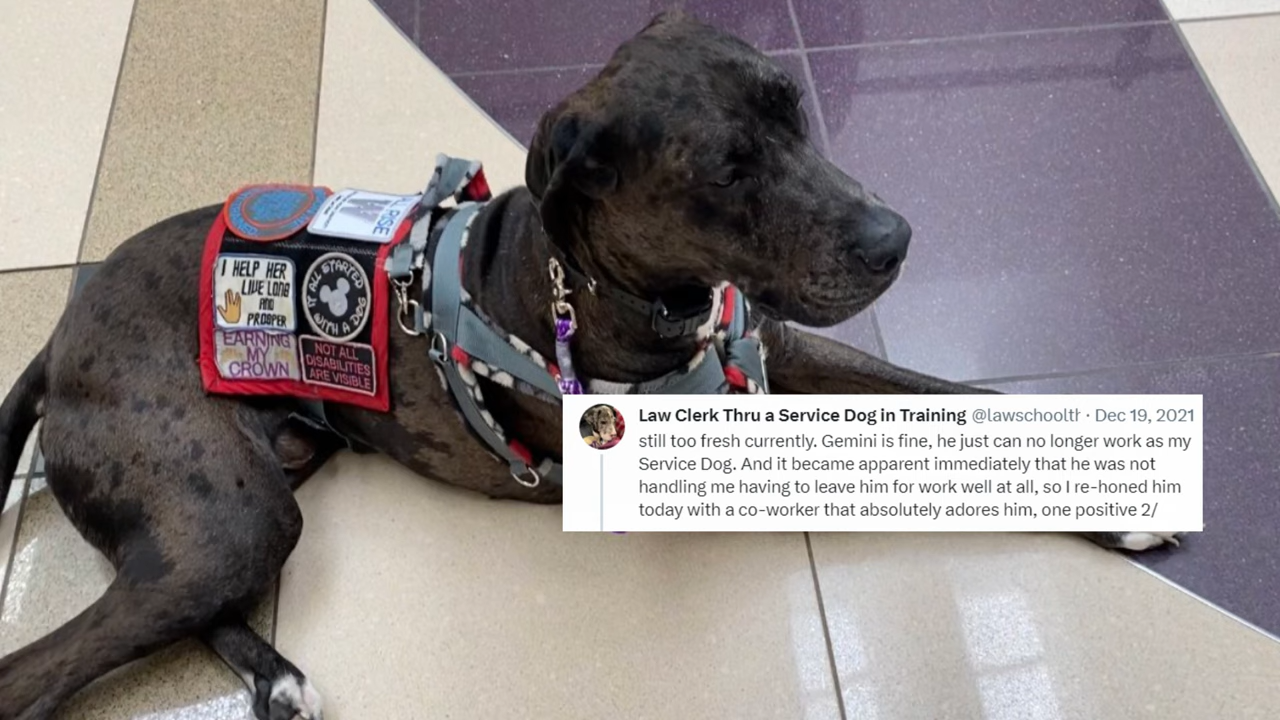 ALL RISE
I HELP HER
LIVE LONG
AND
PROSPER
IT ALL STARTED
WITH A DOG
EARNING
MY
CROWN
NOT ALL
DISABILITIES
ARE VISIBLE
Law Clerk Thru a Service Dog in Training @lawschooltl · Dec 19, 2021
still too fresh currently. Gemini is fine, he just can no longer work as my
Service Dog. And it became apparent immediately that he was not
handling me having to leave him for work well at all, so I re-honed him
today with a co-worker that absolutely adores him, one positive 2/